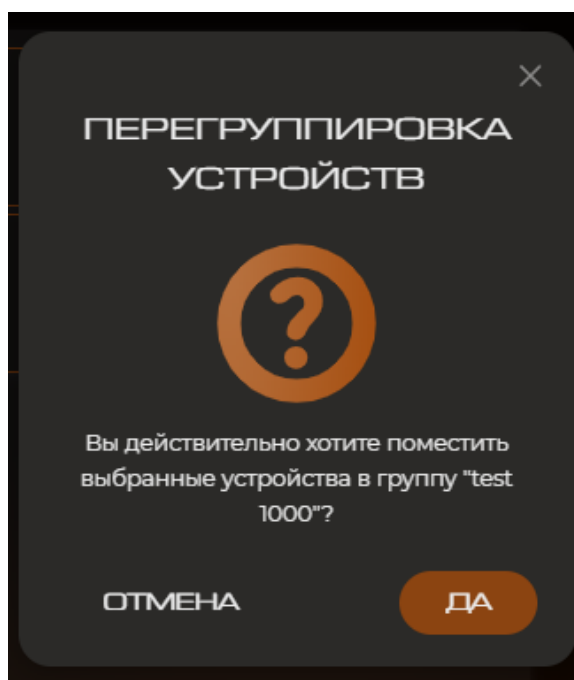 ПЕРЕГРУППИРОВКА
УСТРОЙСТВ
Вы действительно хотите поместить
выбранные устройства в группу "test
1000"?
ОТМЕНА
ДА